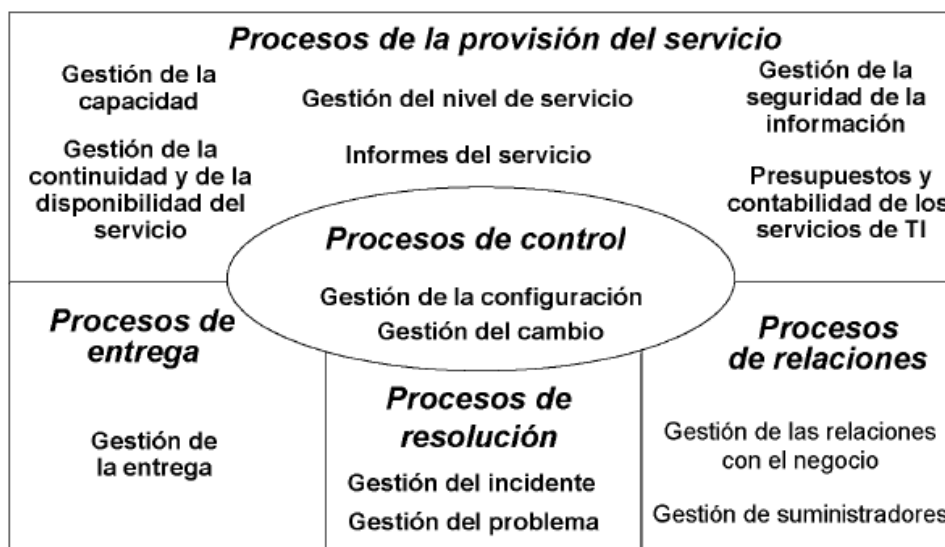 Procesos de la provisión del servicio
Gestión de la
capacidad
Gestión de la
continuidad y de la
disponibilidad del
servicio
Gestión del nivel de servicio
Informes del servicio
Gestión de la
seguridad de la
información
Presupuestos y
contabilidad de los
servicios de TI
Procesos de control
Gestión de la configuración
Gestión del cambio
Procesos de
entrega
Gestión de
la entrega
Procesos de
resolución
Gestión del incidente
Gestión del problema
Procesos
de relaciones
Gestión de las relaciones
con el negocio
Gestión de suministradores